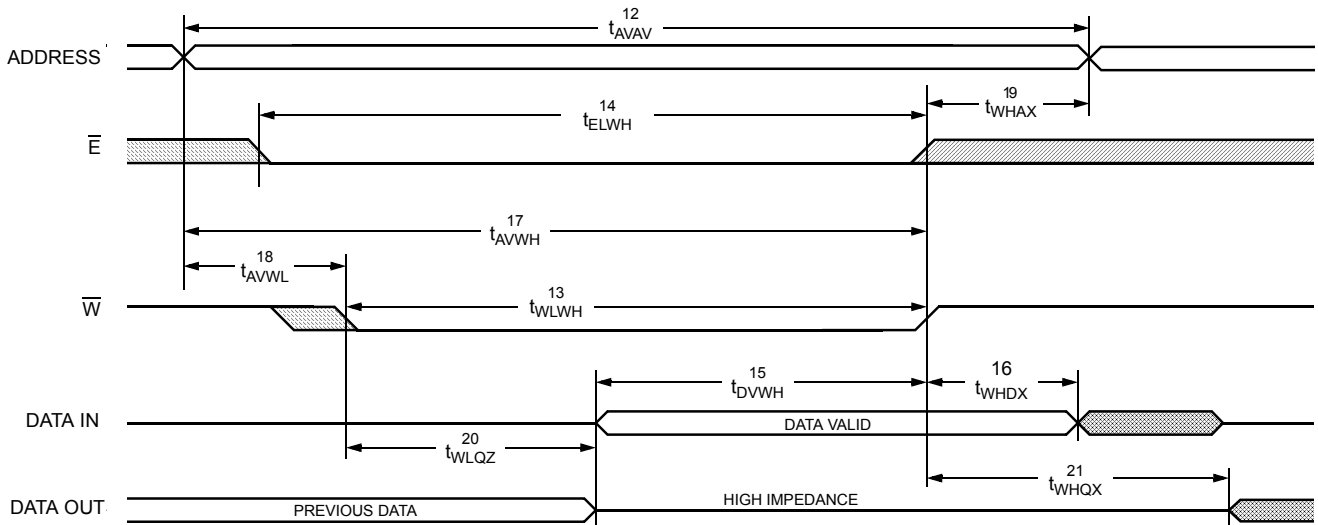 12
tAVAV
ADDRESS
14
tELWH
19
tWHAX
E̅
17
tAVWH
18
tAVWL
W̅
13
tWLWH
15
tDVWH
16
tWHDX
DATA IN
DATA VALID
20
tWLQZ
21
tWHQX
DATA OUT
PREVIOUS DATA
HIGH IMPEDANCE